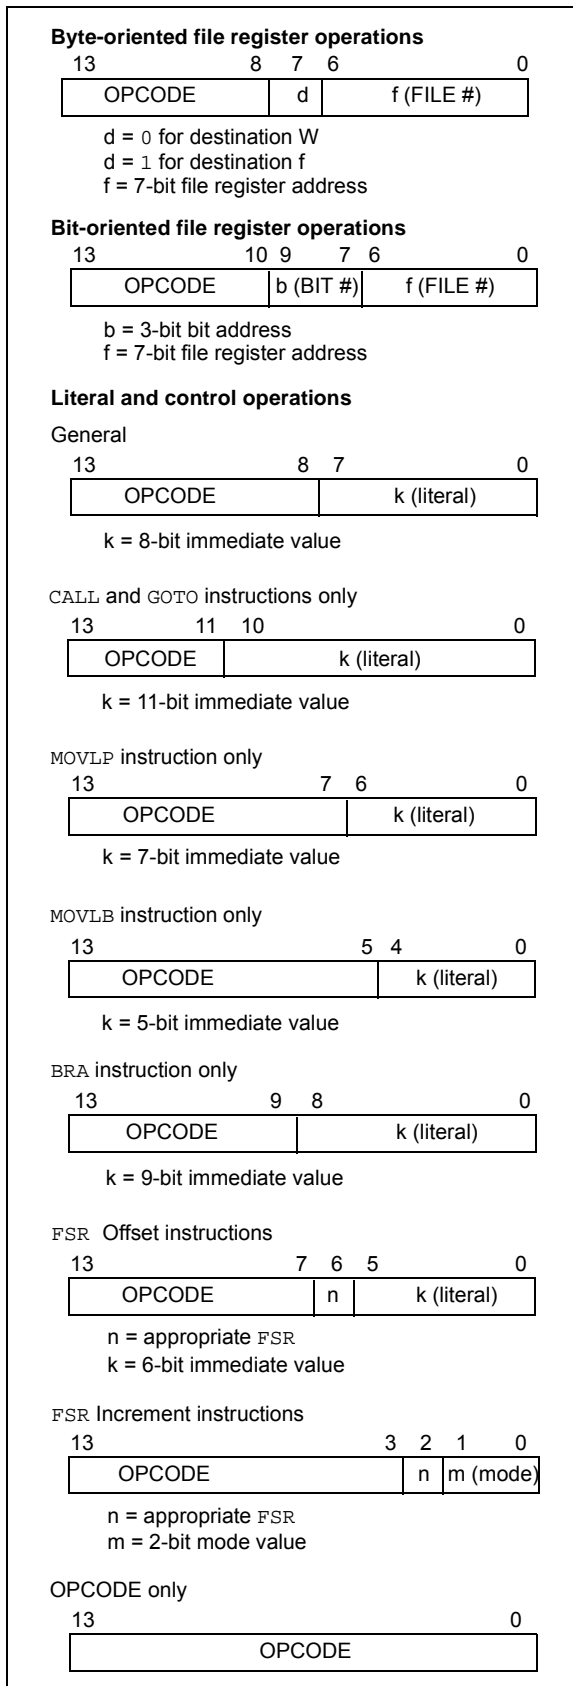 Byte-oriented file register operations
13 8 7 6 0
OPCODE d f (FILE #)
d = 0 for destination W
d = 1 for destination f
f = 7-bit file register address
Bit-oriented file register operations
13 10 9 7 6 0
OPCODE b (BIT #) f (FILE #)
b = 3-bit bit address
f = 7-bit file register address
Literal and control operations
General
13 8 7 0
OPCODE k (literal)
k = 8-bit immediate value
CALL and GOTO instructions only
13 11 10 0
OPCODE k (literal)
k = 11-bit immediate value
MOVLP instruction only
13 7 6 0
OPCODE k (literal)
k = 7-bit immediate value
MOVLB instruction only
13 5 4 0
OPCODE k (literal)
k = 5-bit immediate value
BRA instruction only
13 9 8 0
OPCODE k (literal)
k = 9-bit immediate value
FSR Offset instructions
13 7 6 5 0
OPCODE n k (literal)
n = appropriate FSR
k = 6-bit immediate value
FSR Increment instructions
13 3 2 1 0
OPCODE n m (mode)
n = appropriate FSR
m = 2-bit mode value
OPCODE only
13 0
OPCODE